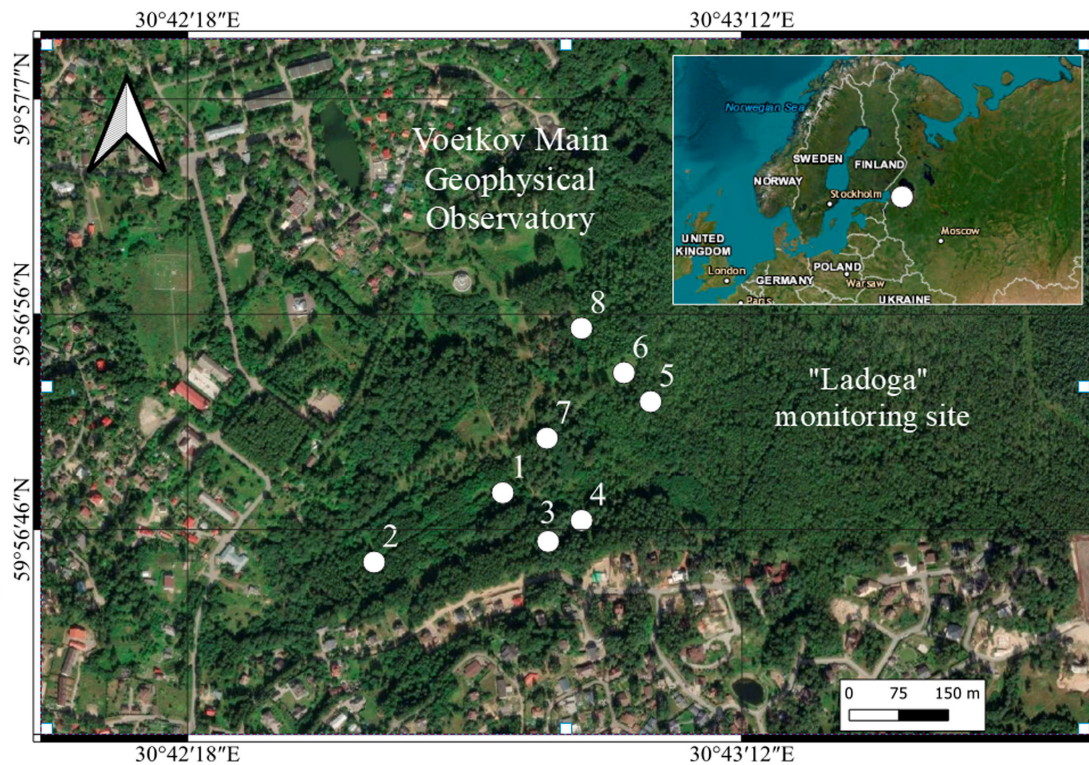 30°42′18″E
30°43′12″E
59°57′7″N
59°56′56″N
59°56′46″N
Voeikov Main
Geophysical
Observatory
Norwegian Sea
SWEDEN
FINLAND
NORWAY
Stockholm
Moscow
UNITED
KINGDOM
London
POLAND
GERMANY
Warsaw
Paris
UKRAINE
8
6
5
"Ladoga"
monitoring site
7
1
4
3
2
0 75 150 m
30°42′18″E
30°43′12″E